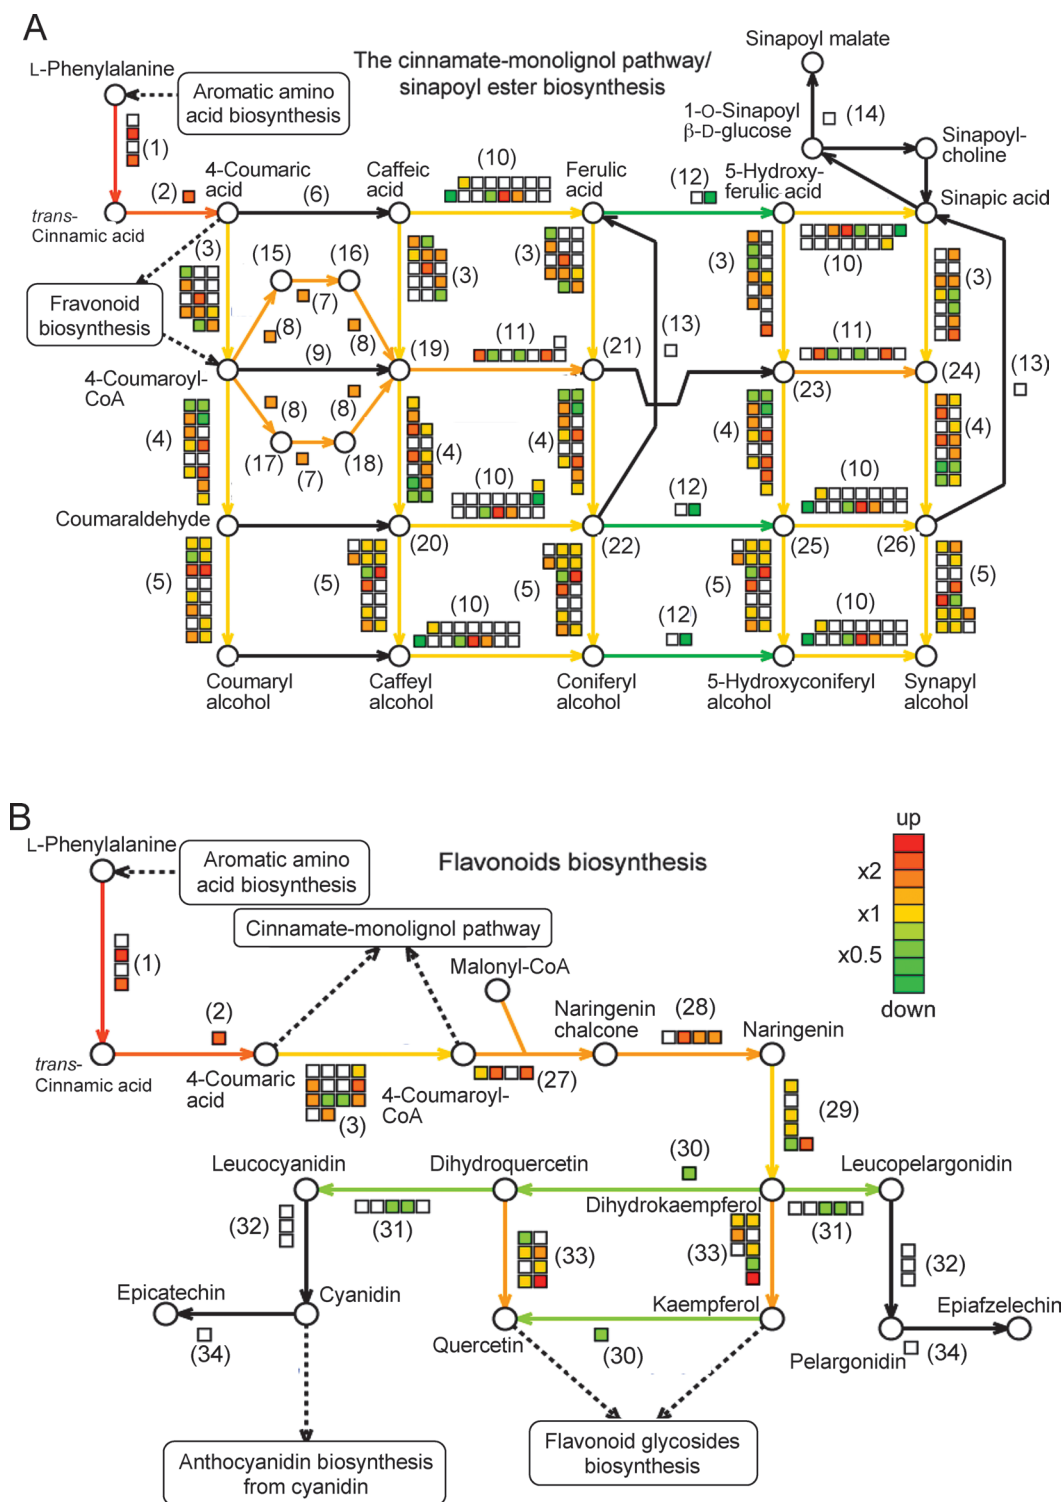 A
Sinapoyl malate
The cinnamate-monolignol pathway/
sinapoyl ester biosynthesis
L-Phenylalanine
Aromatic amino
acid biosynthesis
1-O-Sinapoyl
β-D-glucose
(14)
Sinapoyl-
choline
(1)
(2)
4-Coumaric
acid
(6)
Caffeic
acid
(10)
Ferulic
acid
(12)
5-Hydroxy-
ferulic acid
Sinapic acid
trans-
Cinnamic acid
(3)
(15)
(16)
(3)
(3)
(3)
(10)
(3)
Fravonoid
biosynthesis
(7)
(8)
(8)
(9)
(19)
(11)
(21)
(13)
(11)
(23)
(24)
(13)
4-Coumaroyl-
CoA
(8)
(8)
(4)
(17)
(18)
(7)
(4)
(4)
(4)
(4)
(10)
(12)
(10)
Coumaraldehyde
(20)
(22)
(25)
(26)
(5)
(5)
(5)
(5)
(5)
(10)
(12)
(10)
Coumaryl
alcohol
Caffeyl
alcohol
Coniferyl
alcohol
5-Hydroxyconiferyl
alcohol
Synapyl
alcohol
B
L-Phenylalanine
Aromatic amino
acid biosynthesis
Flavonoids biosynthesis
up
x2
x1
x0.5
down
Cinnamate-monolignol pathway
(1)
Malonyl-CoA
(2)
Naringenin
chalcone
(28)
Naringenin
trans-
Cinnamic acid
4-Coumaric
acid
(3)
4-Coumaroyl-
CoA
(27)
(29)
Leucocyanidin
Dihydroquercetin
(30)
Leucopelargonidin
Dihydrokaempferol
(31)
(31)
(32)
(33)
(33)
(32)
Epicatechin
Cyanidin
Kaempferol
Epiafzelechin
(34)
Quercetin
(30)
Pelargonidin
(34)
Anthocyanidin biosynthesis
from cyanidin
Flavonoid glycosides
biosynthesis